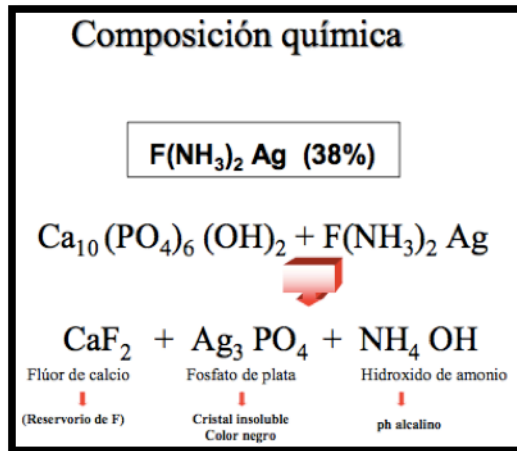 Composición química
F(NH₃)₂ Ag (38%)
Ca₁₀(PO₄)₆(OH)₂ + F(NH₃)₂ Ag
CaF₂ + Ag₃ PO₄ + NH₄ OH
Flúor de calcio Fosfato de plata Hidroxido de amonio
(Reservorio de F) Cristal insoluble ph alcalino
Color negro